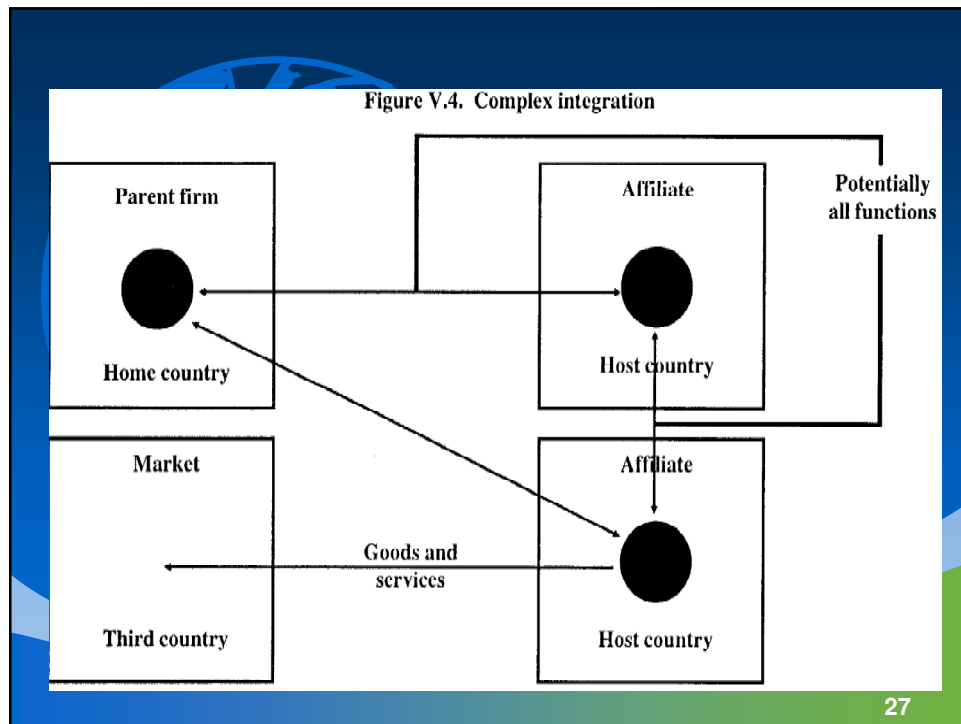 Figure V.4. Complex integration
Parent firm
Affiliate
Potentially
all functions
Home country
Host country
Market
Affiliate
Goods and
services
Third country
Host country
27